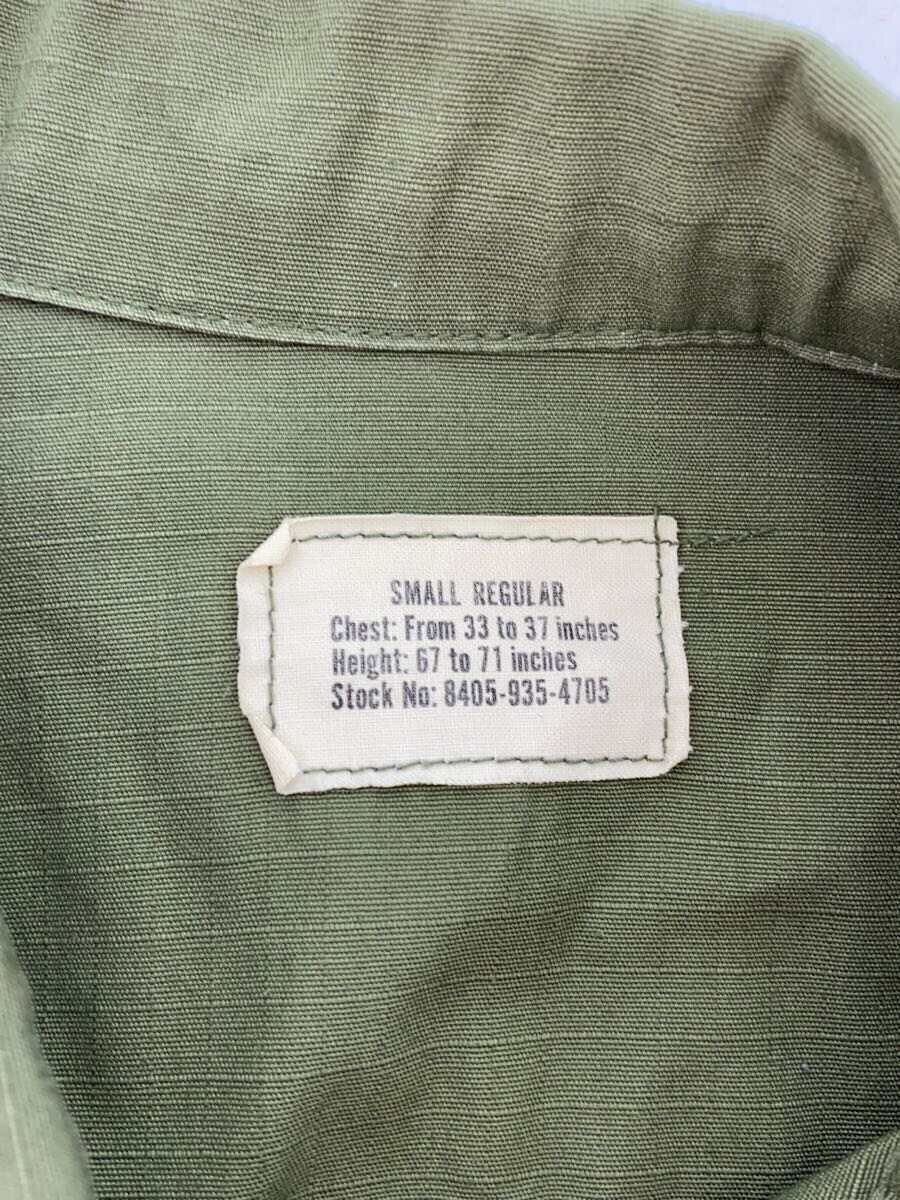 SMALL REGULAR
Chest: From 33 to 37 inches
Height: 67 to 71 inches
Stock No: 8405-935-4705